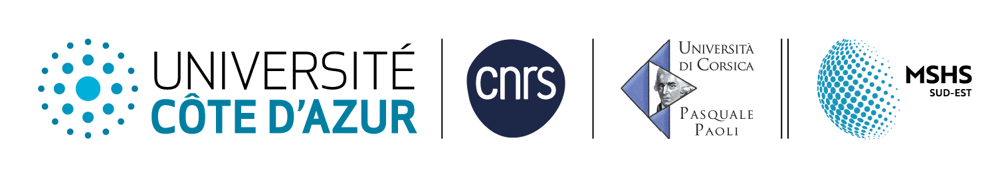 UNIVERSITÉ
CÔTE D'AZUR
cnrs
UNIVERSITÀ
DI CORSICA
PASQUALE
PAOLI
MSHS
SUD-EST